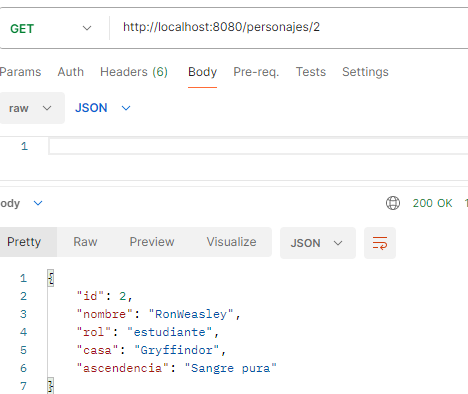 GET http://localhost:8080/personajes/2
Params Auth Headers (6) Body Pre-req. Tests Settings
raw JSON
1
ody 200 OK 1
Pretty Raw Preview Visualize JSON
1 {
2 "id": 2,
3 "nombre": "RonWeasley",
4 "rol": "estudiante",
5 "casa": "Gryffindor",
6 "ascendencia": "Sangre pura"
7 }